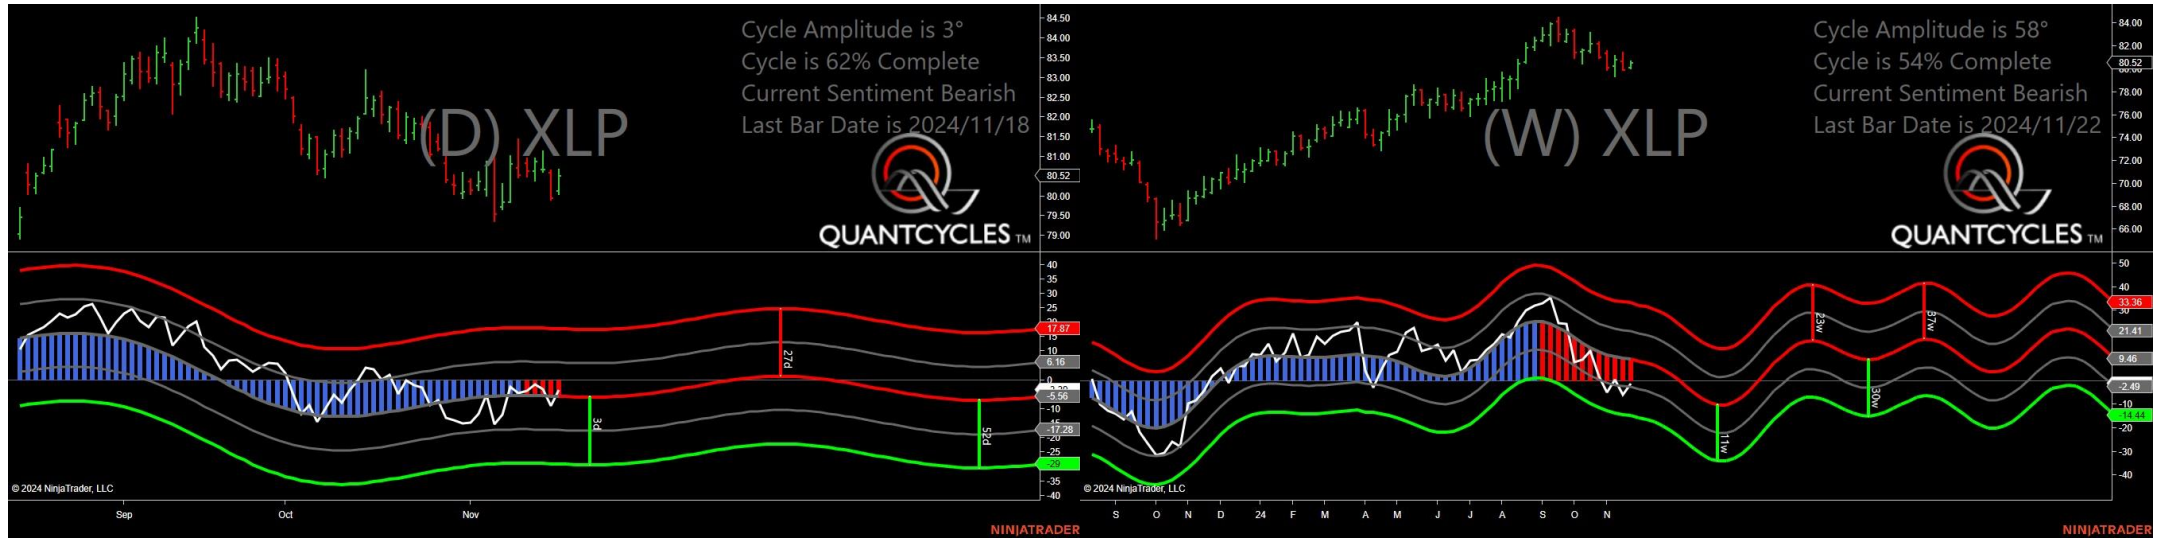 Cycle Amplitude is 3°
Cycle is 62% Complete
Current Sentiment Bearish
Last Bar Date is 2024/11/18
(D) XLP
QUANTCYCLES TM
84.50
84.00
83.50
83.00
82.50
82.00
81.50
81.00
80.52
80.00
79.50
79.00
40
35
30
25
17.87
15
10
6.16
0
-5.56
-10
-17.28
-20
-25
-29
-35
-40
27d
3d
52d
© 2024 NinjaTrader, LLC
Sep Oct Nov
NINJATRADER
Cycle Amplitude is 58°
Cycle is 54% Complete
Current Sentiment Bearish
Last Bar Date is 2024/11/22
(W) XLP
QUANTCYCLES TM
84.00
82.00
80.52
78.00
76.00
74.00
72.00
70.00
68.00
66.00
50
40
33.36
30
21.41
9.46
-2.49
-10
-14.44
-20
-30
-40
23w
37w
30w
11w
© 2024 NinjaTrader, LLC
S O N D 24 F M A M J J A S O N
NINJATRADER